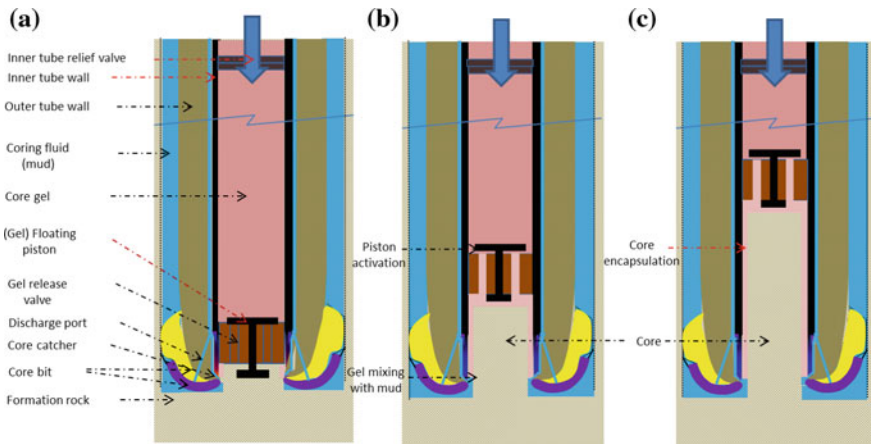 (a)
(b)
(c)
Inner tube relief valve
Inner tube wall
Outer tube wall
Coring fluid
(mud)
Core gel
(Gel) Floating
piston
Gel release
valve
Discharge port
Core catcher
Core bit
Formation rock
Piston
activation
Gel mixing
with mud
Core
encapsulation
Core